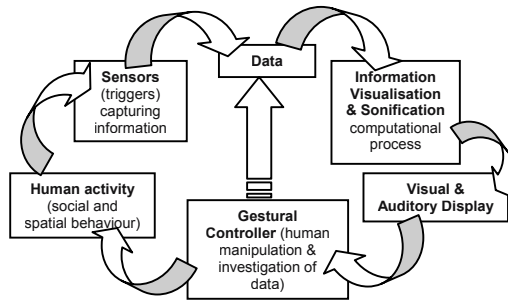 Data
Sensors
(triggers)
capturing
information
Information
Visualisation
& Sonification
computational
process
Human activity
(social and
spatial behaviour)
Visual &
Auditory Display
Gestural
Controller (human
manipulation &
investigation of
data)